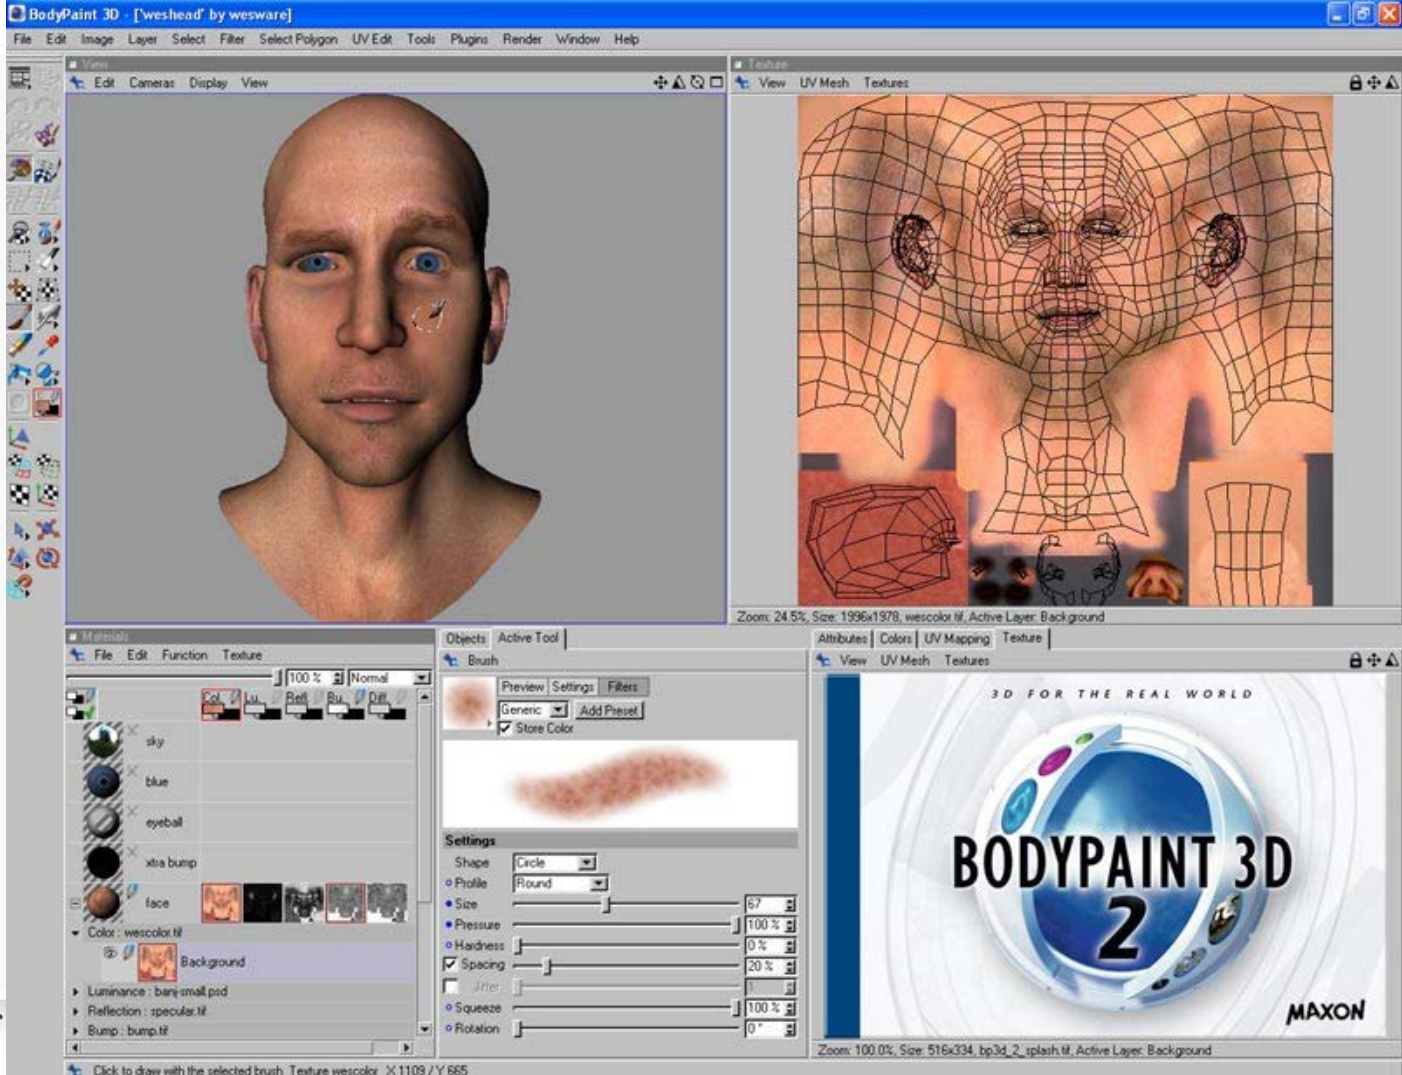 BodyPaint 3D - ['weshead' by wesware]
File Edit Image Layer Select Filter Select Polygon UV Edit Tools Plugins Render Window Help
View
Edit Cameras Display View
Texture
View UV Mesh Textures
Zoom: 24.5%, Size: 1996x1978, wescolor.tif, Active Layer: Background
Materials
File Edit Function Texture
100 % Normal
Col. Lu. Refl. Bu. Diff.
sky
blue
eyeball
xtra bump
face
Color : wescolor.tif
Background
Luminance : banj-small.psd
Reflection : specular.tif
Bump : bump.tif
Objects Active Tool
Brush
Preview Settings Filters
Generic Add Preset
Store Color
Settings
Shape Circle
Profile Round
Size 67
Pressure 100 %
Hardness 0 %
Spacing 20 %
Jitter 1
Squeeze 100 %
Rotation 0 °
Attributes Colors UV Mapping Texture
View UV Mesh Textures
3D FOR THE REAL WORLD
BODYPAINT 3D
2
MAXON
Zoom: 100.0%, Size: 516x334, bp3d_2_splash.tif, Active Layer: Background
Click to draw with the selected brush. Texture wescolor X 1109 / Y 665